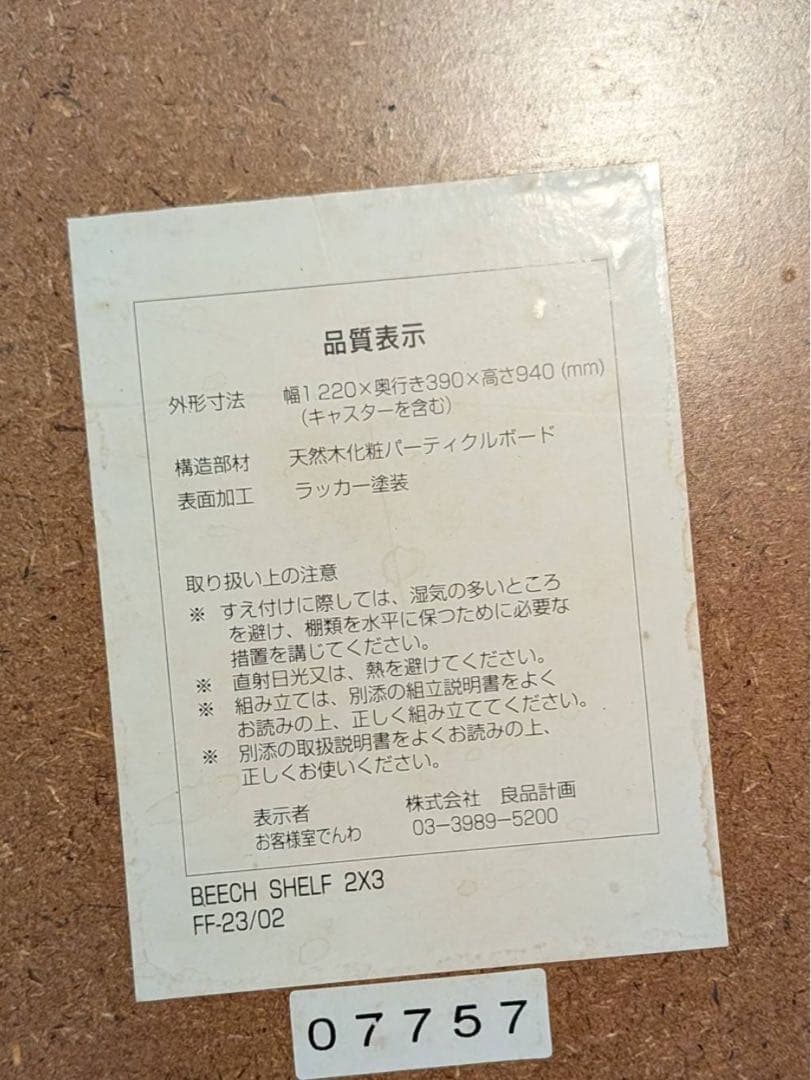 品質表示
外形寸法 幅1 220×奥行き390×高さ940 (mm)
（キャスターを含む）
構造部材 天然木化粧パーティクルボード
表面加工 ラッカー塗装
取り扱い上の注意
※ すえ付けに際しては、湿気の多いところ
を避け、棚類を水平に保つために必要な
措置を講じてください。
※ 直射日光又は、熱を避けてください。
※ 組み立ては、別添の組立説明書をよく
お読みの上、正しく組み立ててください。
※ 別添の取扱説明書をよくお読みの上、
正しくお使いください。
表示者 株式会社 良品計画
お客様室でんわ 03-3989-5200
BEECH SHELF 2X3
FF-23/02
07757